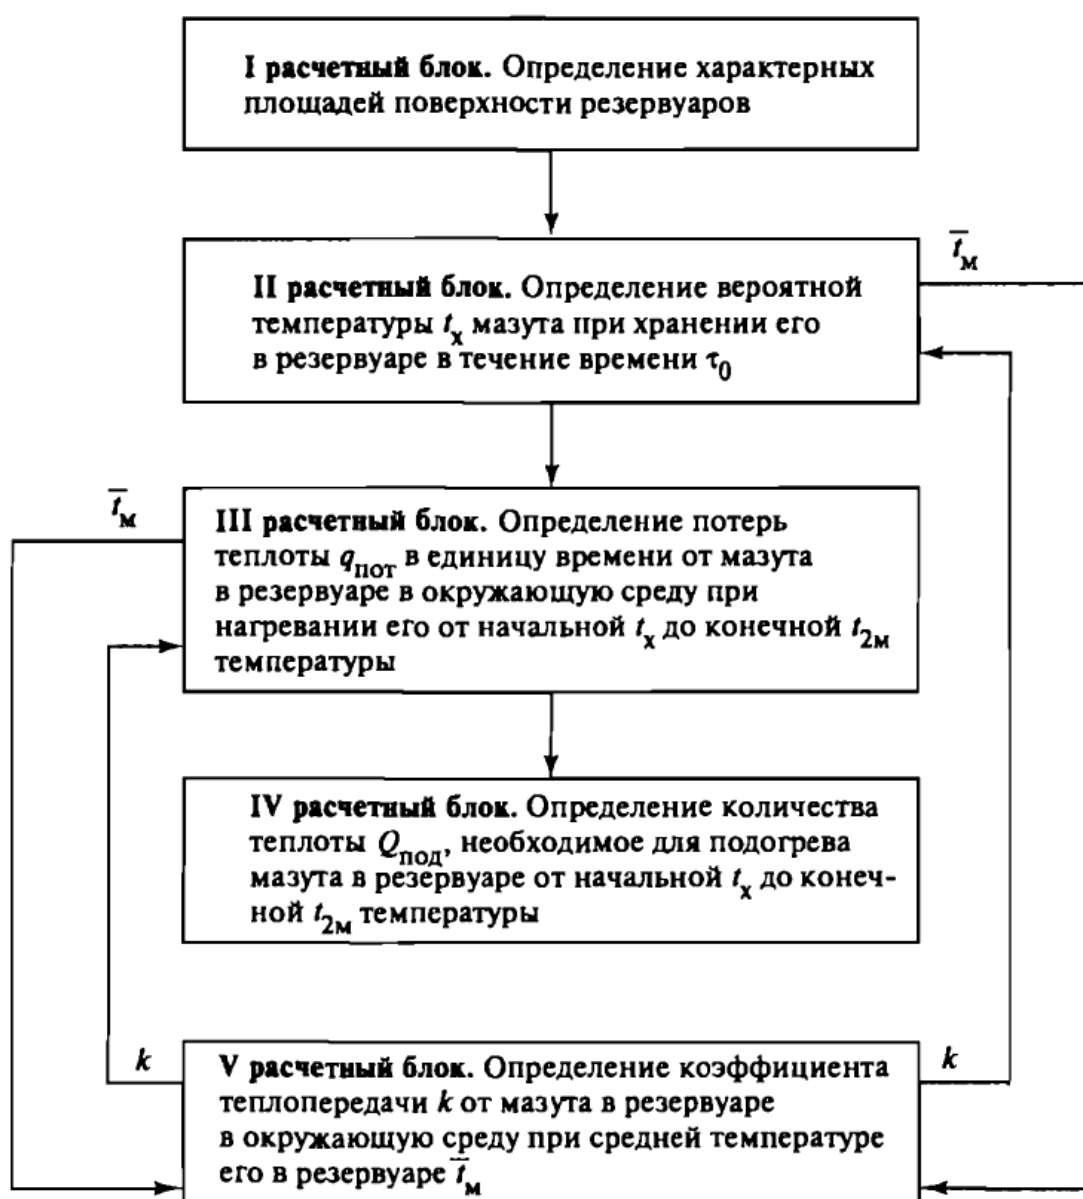 I расчетный блок. Определение характерных
площадей поверхности резервуаров
t̅м
II расчетный блок. Определение вероятной
температуры tх мазута при хранении его
в резервуаре в течение времени τ0
t̅м
III расчетный блок. Определение потерь
теплоты qпот в единицу времени от мазута
в резервуаре в окружающую среду при
нагревании его от начальной tх до конечной t2м
температуры
IV расчетный блок. Определение количества
теплоты Qпод, необходимое для подогрева
мазута в резервуаре от начальной tх до конеч-
ной t2м температуры
k
k
V расчетный блок. Определение коэффициента
теплопередачи k от мазута в резервуаре
в окружающую среду при средней температуре
его в резервуаре t̅м